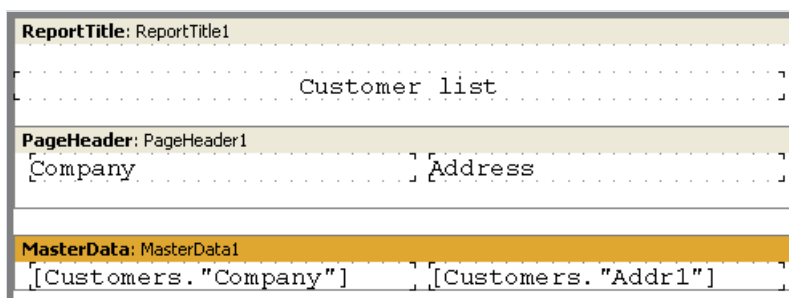 ReportTitle: ReportTitle1
Customer list
PageHeader: PageHeader1
Company Address
MasterData: MasterData1
[Customers."Company"] [Customers."Addr1"]